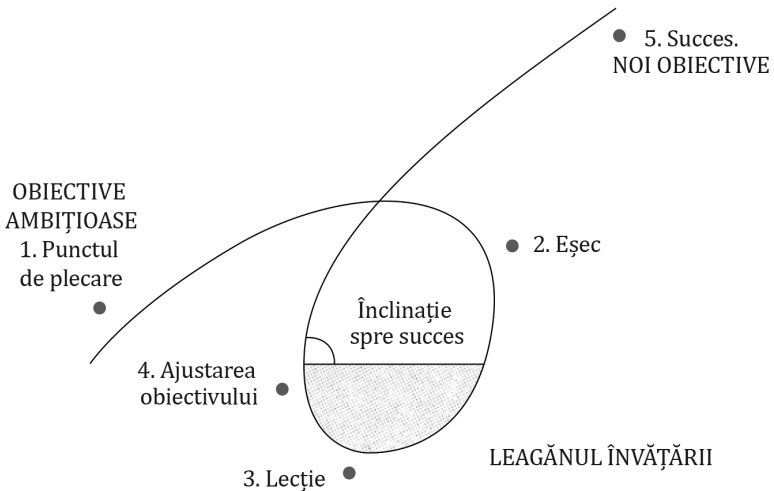 5. Succes.
NOI OBIECTIVE
OBIECTIVE
AMBIȚIOASE
1. Punctul
de plecare
2. Eșec
Înclinație
spre succes
4. Ajustarea
obiectivului
LEAGĂNUL ÎNVĂȚĂRII
3. Lecție